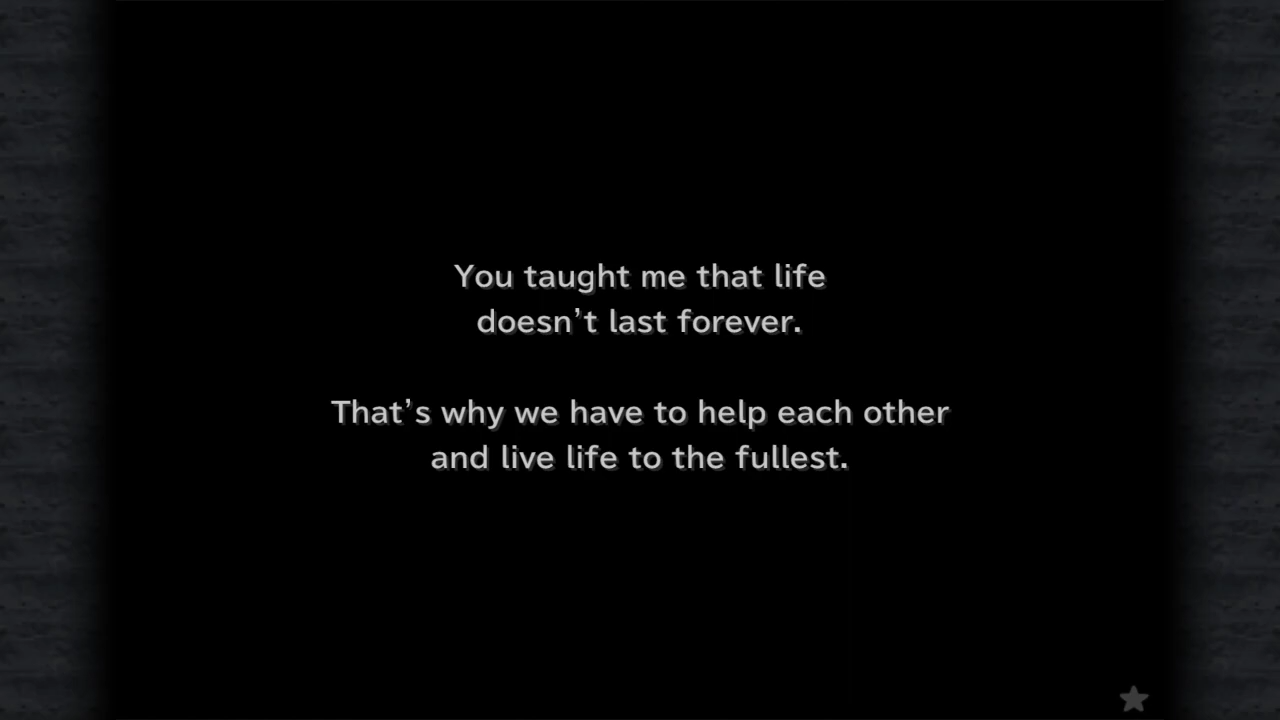 You taught me that life
doesn’t last forever.
That’s why we have to help each other
and live life to the fullest.